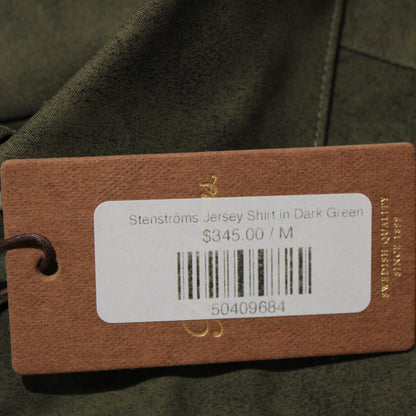 Stenströms Jersey Shirt in Dark Green
$345.00 / M
50409684
SWEDISH QUALITY
SINCE 1899